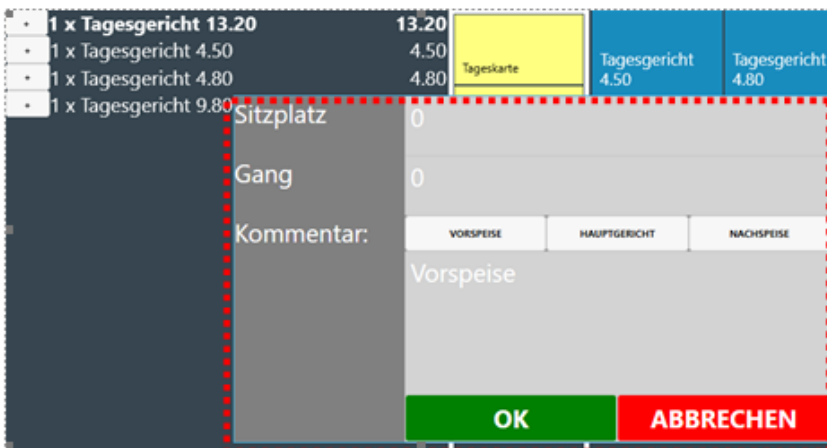 + 1 x Tagesgericht 13.20 13.20
+ 1 x Tagesgericht 4.50 4.50
+ 1 x Tagesgericht 4.80 4.80
+ 1 x Tagesgericht 9.80
Tageskarte
Tagesgericht
4.50
Tagesgericht
4.80
Sitzplatz 0
Gang 0
Kommentar: VORSPEISE HAUPTGERICHT NACHSPEISE
Vorspeise
OK ABBRECHEN